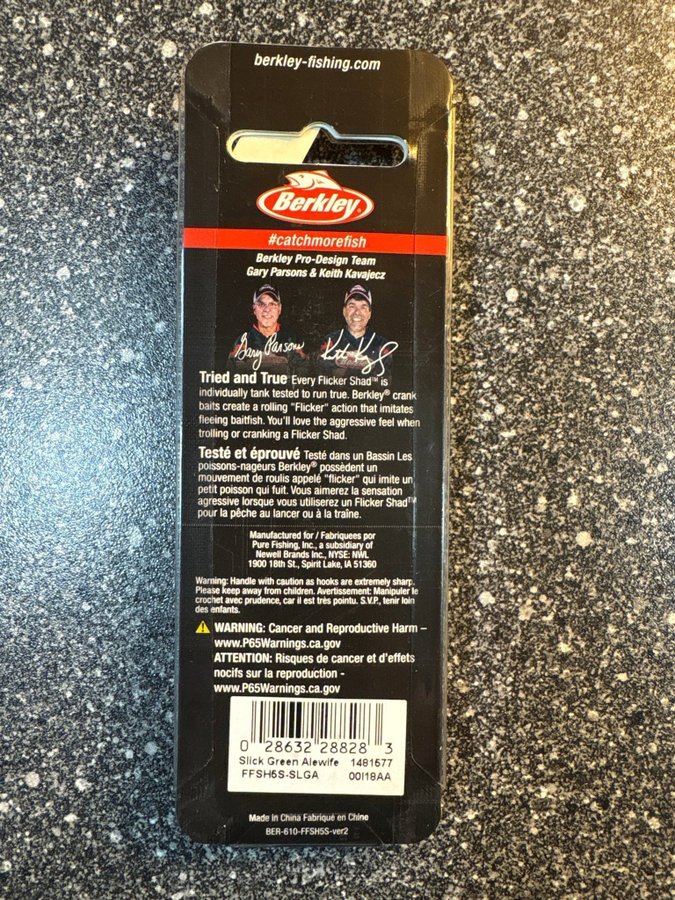 berkley-fishing.com
Berkley®
#catchmorefish
Berkley Pro-Design Team
Gary Parsons & Keith Kavajecz
Gary Parsons
Tried and True Every Flicker Shad™ is
individually tank tested to run true. Berkley® crank
baits create a rolling "Flicker" action that imitates
fleeing baitfish. You'll love the aggressive feel when
trolling or cranking a Flicker Shad.
Testé et éprouvé Testé dans un Bassin Les
poissons-nageurs Berkley® possèdent un
mouvement de roulis appelé "flicker" qui imite un
petit poisson qui fuit. Vous aimerez la sensation
agressive lorsque vous utiliserez un Flicker Shad™
pour la pêche au lancer ou à la traîne.
Manufactured for / Fabriquees por
Pure Fishing, Inc., a subsidiary of
Newell Brands Inc., NYSE: NWL
1900 18th St., Spirit Lake, IA 51360
Warning: Handle with caution as hooks are extremely sharp.
Please keep away from children. Avertissement: Manipuler le
crochet avec prudence, car il est très pointu. S.V.P., tenir loin
des enfants.
WARNING: Cancer and Reproductive Harm –
www.P65Warnings.ca.gov
ATTENTION: Risques de cancer et d'effets
nocifs sur la reproduction -
www.P65Warnings.ca.gov
0 28632 28828 3
Slick Green Alewife 1481577
FFSH5S-SLGA 00I18AA
Made in China Fabriqué en Chine
BER-610-FFSH5S-ver2